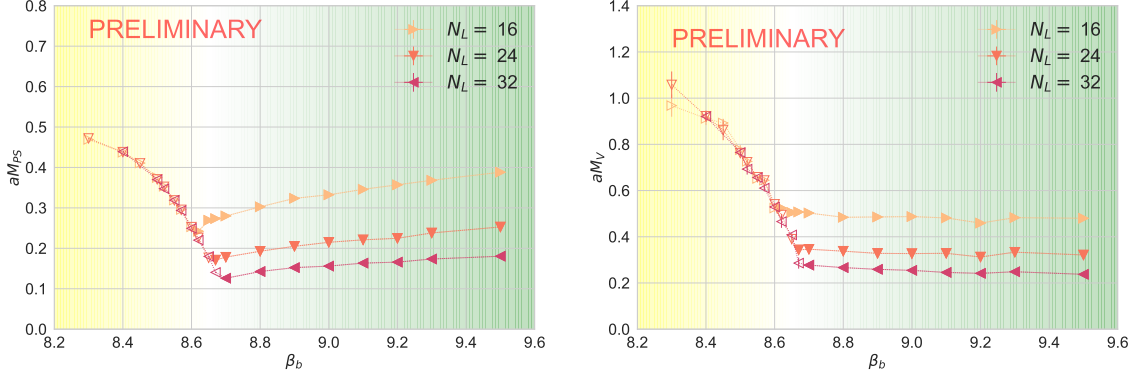 PRELIMINARY
N_L = 16
N_L = 24
N_L = 32
aM_PS
0.8
0.7
0.6
0.5
0.4
0.3
0.2
0.1
0.0
8.2 8.4 8.6 8.8 9.0 9.2 9.4 9.6
β_b
PRELIMINARY
N_L = 16
N_L = 24
N_L = 32
aM_V
1.4
1.2
1.0
0.8
0.6
0.4
0.2
0.0
8.2 8.4 8.6 8.8 9.0 9.2 9.4 9.6
β_b